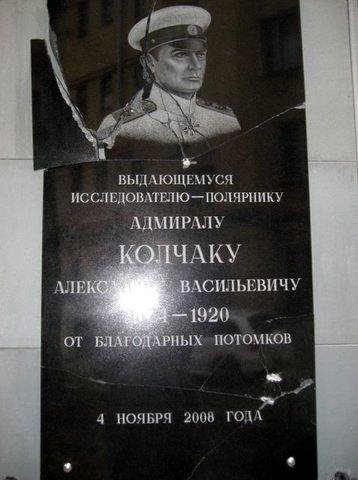 ВЫДАЮЩЕМУСЯ
ИССЛЕДОВАТЕЛЮ—ПОЛЯРНИКУ
АДМИРАЛУ
КОЛЧАКУ
ВАСИЛЬЕВИЧУ
—1920
ОТ БЛАГОДАРНЫХ ПОТОМКОВ
4 НОЯБРЯ 2008 ГОДА